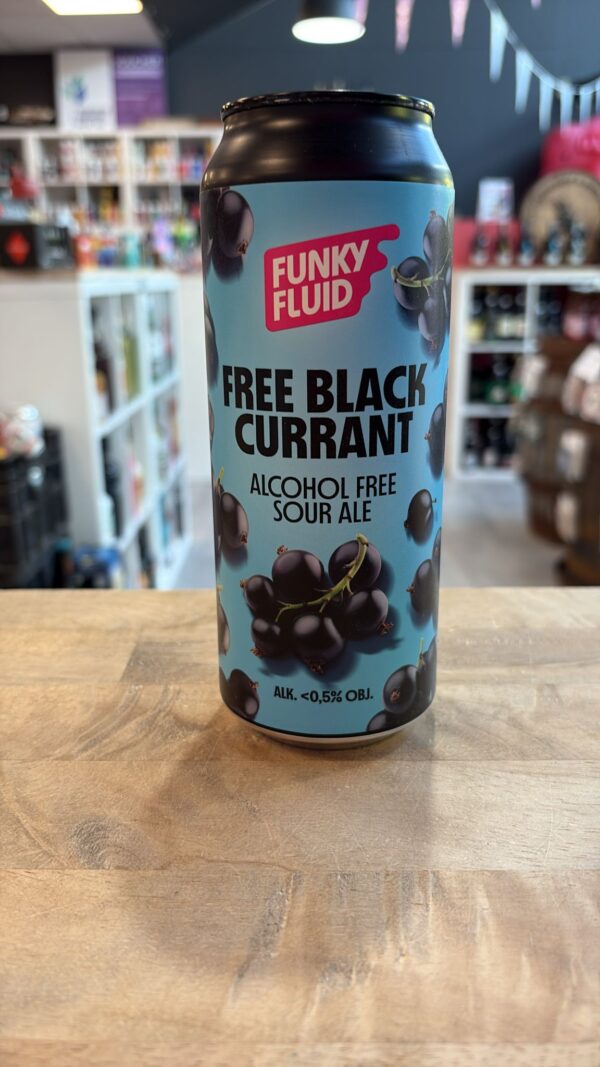 FUNKY
FLUID
FREE BLACK
CURRANT
ALCOHOL FREE
SOUR ALE
ALK. <0,5% OBJ.